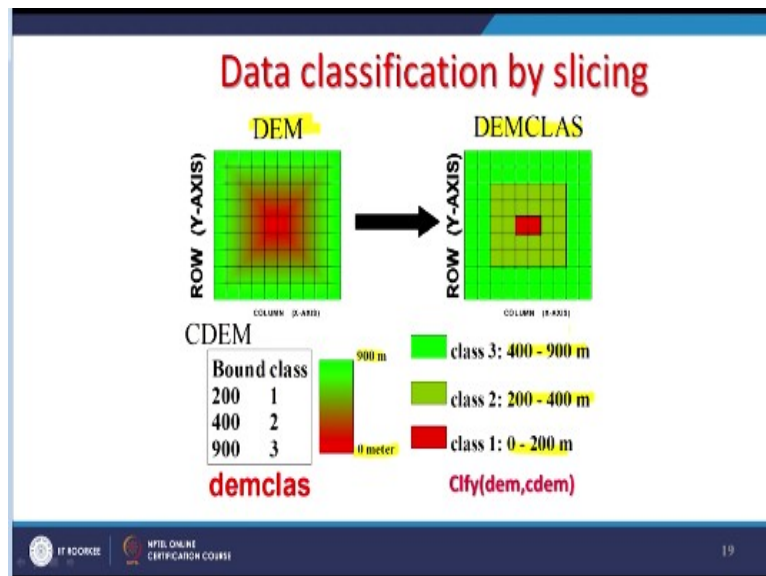 Data classification by slicing
DEM
DEMCLAS
ROW (Y-AXIS)
ROW (Y-AXIS)
COLUMN (X-AXIS)
COLUMN (X-AXIS)
CDEM
Bound class
200 1
400 2
900 3
900 m
0 meter
demclas
class 3: 400 - 900 m
class 2: 200 - 400 m
class 1: 0 - 200 m
Clfy(dem,cdem)
IIT ROORKEE
NPTEL ONLINE
CERTIFICATION COURSE
19